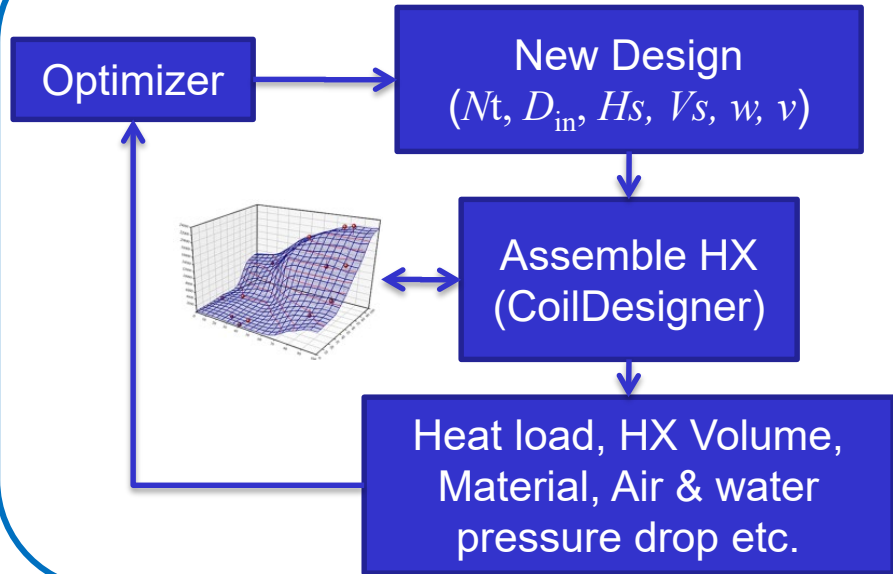 Optimizer
New Design
(Nt, Din, Hs, Vs, w, v)
Assemble HX
(CoilDesigner)
Heat load, HX Volume,
Material, Air & water
pressure drop etc.